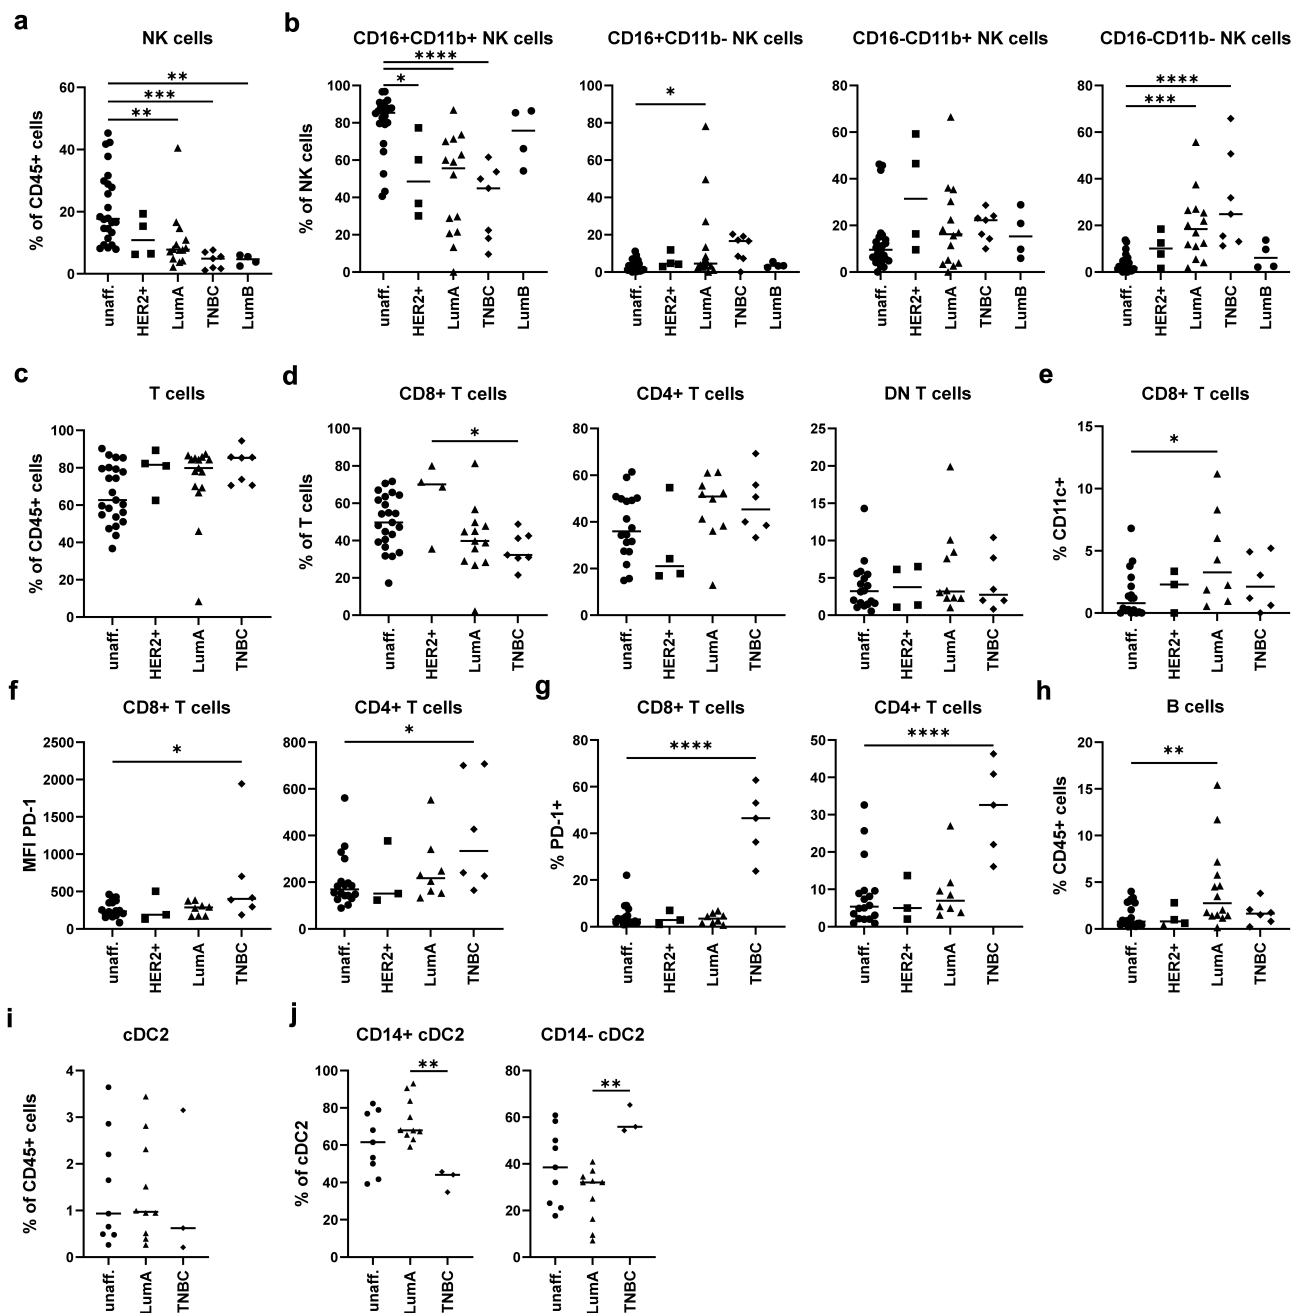 a
NK cells
% of CD45+ cells
60
40
20
0
** 
*** 
**
unaff.
HER2+
LumA
TNBC
LumB
b
CD16+CD11b+ NK cells
% of NK cells
100
80
60
40
20
0
****
*
unaff.
HER2+
LumA
TNBC
LumB
CD16+CD11b- NK cells
100
80
60
40
20
0
*
unaff.
HER2+
LumA
TNBC
LumB
CD16-CD11b+ NK cells
80
60
40
20
0
unaff.
HER2+
LumA
TNBC
LumB
CD16-CD11b- NK cells
80
60
40
20
0
****
***
unaff.
HER2+
LumA
TNBC
LumB
c
T cells
% of CD45+ cells
100
80
60
40
20
0
unaff.
HER2+
LumA
TNBC
d
CD8+ T cells
% of T cells
100
80
60
40
20
0
*
unaff.
HER2+
LumA
TNBC
CD4+ T cells
80
60
40
20
0
unaff.
HER2+
LumA
TNBC
DN T cells
25
20
15
10
5
0
unaff.
HER2+
LumA
TNBC
e
CD8+ T cells
% CD11c+
15
10
5
0
*
unaff.
HER2+
LumA
TNBC
f
CD8+ T cells
MFI PD-1
2500
2000
1500
1000
500
0
*
unaff.
HER2+
LumA
TNBC
CD4+ T cells
800
600
400
200
0
*
unaff.
HER2+
LumA
TNBC
g
CD8+ T cells
% PD-1+
80
60
40
20
0
****
unaff.
HER2+
LumA
TNBC
CD4+ T cells
50
40
30
20
10
0
****
unaff.
HER2+
LumA
TNBC
h
B cells
% CD45+ cells
20
15
10
5
0
**
unaff.
HER2+
LumA
TNBC
i
cDC2
% of CD45+ cells
4
3
2
1
0
unaff.
LumA
TNBC
j
CD14+ cDC2
% of cDC2
100
80
60
40
20
0
**
unaff.
LumA
TNBC
CD14- cDC2
80
60
40
20
0
**
unaff.
LumA
TNBC